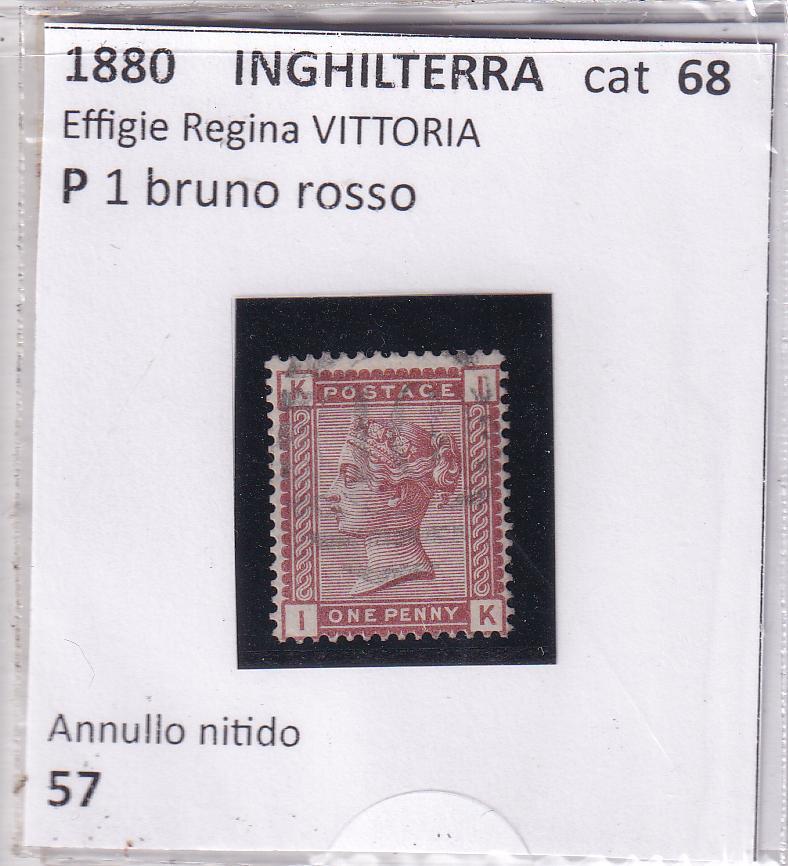 1880 INGHILTERRA cat 68
Effigie Regina VITTORIA
P 1 bruno rosso
K POSTAGE I
I ONE PENNY K
Annullo nitido
57